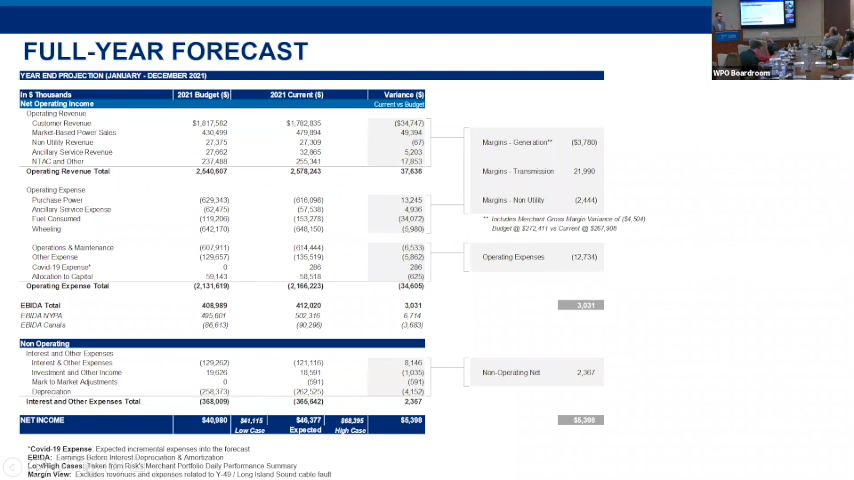 FULL-YEAR FORECAST
WPO Boardroom
YEAR END PROJECTION (JANUARY - DECEMBER 2021)
In $ Thousands 2021 Budget ($) 2021 Current ($) Variance ($)
Net Operating Income Current vs Budget
Operating Revenue
Customer Revenue $1,817,582 $1,782,835 ($34,747)
Market-Based Power Sales 430,499 479,894 49,394
Non Utility Revenue 27,375 27,309 (67)
Ancillary Service Revenue 27,662 32,865 5,203
NTAC and Other 237,488 255,341 17,853
Operating Revenue Total 2,540,607 2,578,243 37,636
Margins - Generation** ($3,780)
Margins - Transmission 21,990
Margins - Non Utility (2,444)
** Includes Merchant Gross Margin Variance of ($4,504)
Budget @ $272,411 vs Current @ $267,908
Operating Expense
Purchase Power (629,343) (616,098) 13,245
Ancillary Service Expense (62,475) (57,538) 4,936
Fuel Consumed (119,206) (153,278) (34,072)
Wheeling (642,170) (648,150) (5,980)
Operations & Maintenance (607,911) (614,444) (6,533)
Other Expense (129,657) (135,519) (5,862)
Covid-19 Expense* 0 286 286
Allocation to Capital 59,143 58,518 (625)
Operating Expense Total (2,131,619) (2,166,223) (34,605)
Operating Expenses (12,734)
EBIDA Total 408,989 412,020 3,031 3,031
EBIDA NYPA 495,601 502,316 6,714
EBIDA Canals (86,613) (90,296) (3,683)
Non Operating
Interest and Other Expenses
Interest & Other Expenses (129,262) (121,116) 8,146
Investment and Other Income 19,626 18,591 (1,035)
Mark to Market Adjustments 0 (591) (591)
Depreciation (258,373) (262,525) (4,152)
Interest and Other Expenses Total (368,009) (365,642) 2,367
Non-Operating Net 2,367
NET INCOME $40,980 $41,115 $46,377 $68,395 $5,398 $5,398
Low Case Expected High Case
*Covid-19 Expense: Expected incremental expenses into the forecast
EBIDA: Earnings Before Interest Depreciation & Amortization
Low/High Cases: Taken from Risk's Merchant Portfolio Daily Performance Summary
Margin View: Excludes revenues and expenses related to Y-49 / Long Island Sound cable fault